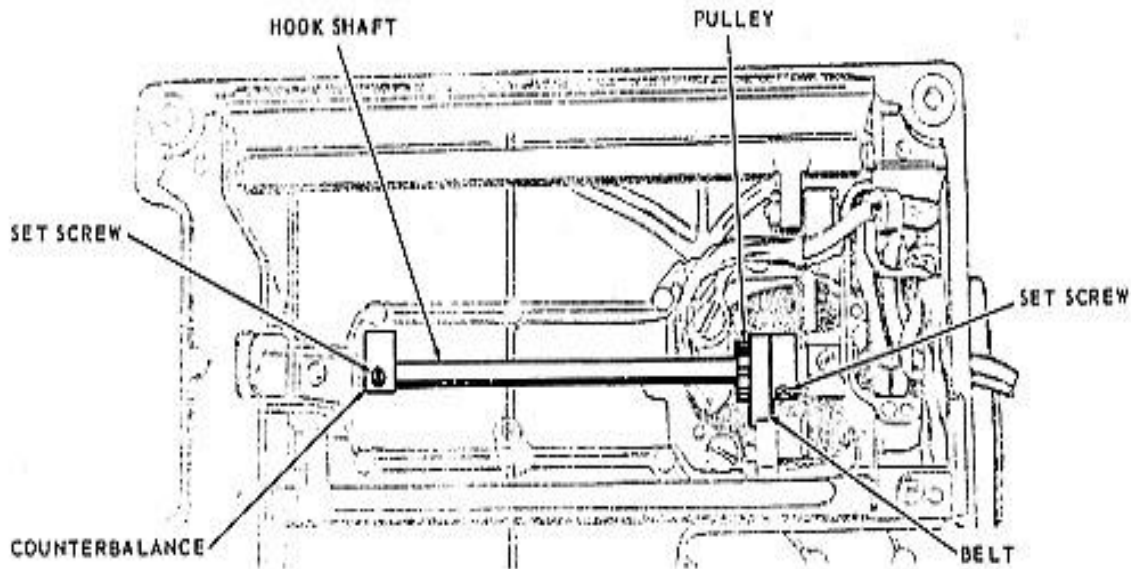 HOOK SHAFT
PULLEY
SET SCREW
SET SCREW
COUNTERBALANCE
BELT